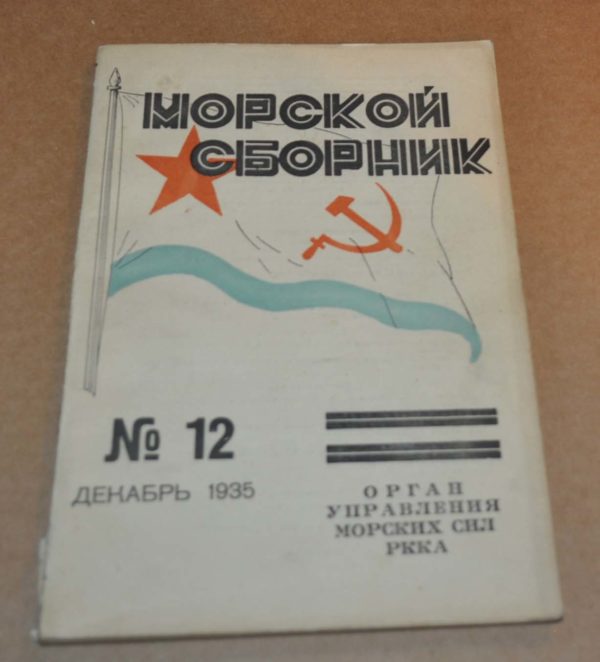 МОРСКОЙ
СБОРНИК
№ 12
ДЕКАБРЬ 1935
ОРГАН
УПРАВЛЕНИЯ
МОРСКИХ СИЛ
РККА